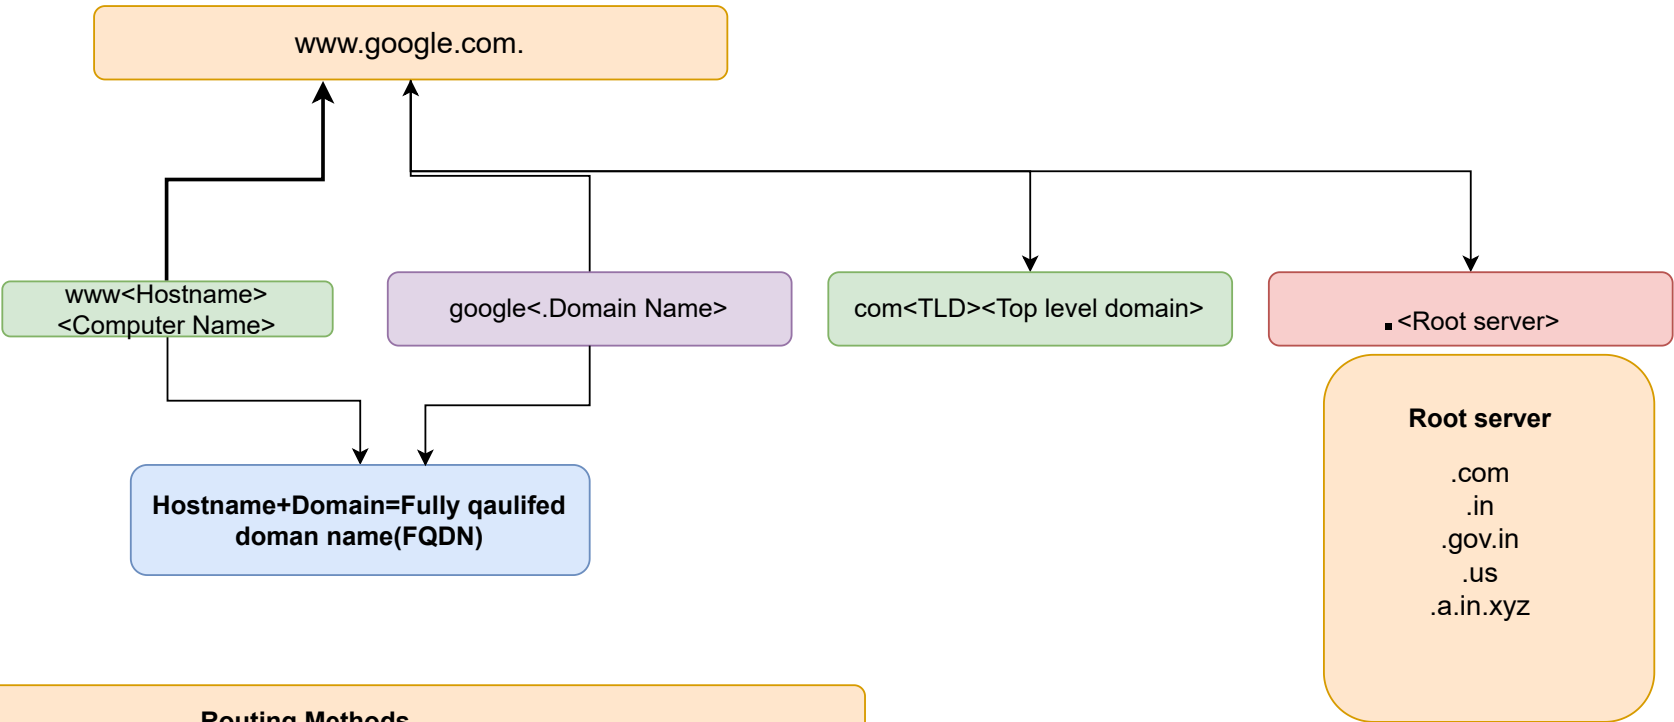 www.google.com.
www<Hostname>
<Computer Name>
google<.Domain Name>
com<TLD><Top level domain>
.<Root server>
Root server
.com
.in
.gov.in
.us
.a.in.xyz
Hostname+Domain=Fully qaulifed
doman name(FQDN)
Routing Methods